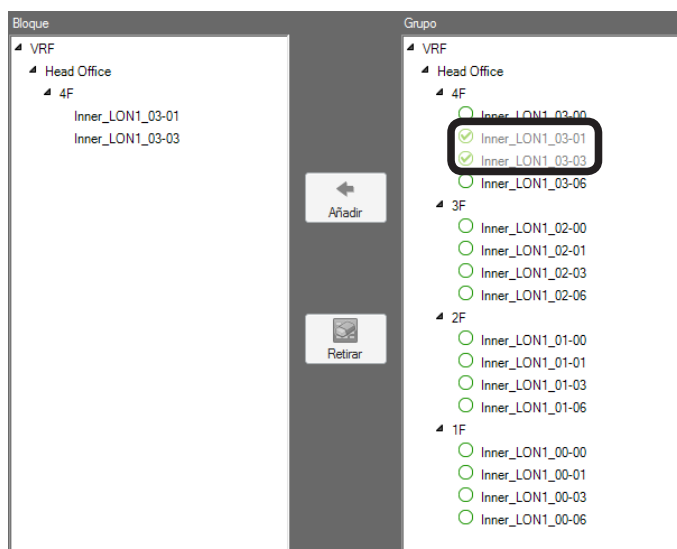 Bloque
VRF
Head Office
4F
Inner_LON1_03-01
Inner_LON1_03-03
Añadir
Retirar
Grupo
VRF
Head Office
4F
Inner_LON1_03-00
Inner_LON1_03-01
Inner_LON1_03-03
Inner_LON1_03-06
3F
Inner_LON1_02-00
Inner_LON1_02-01
Inner_LON1_02-03
Inner_LON1_02-06
2F
Inner_LON1_01-00
Inner_LON1_01-01
Inner_LON1_01-03
Inner_LON1_01-06
1F
Inner_LON1_00-00
Inner_LON1_00-01
Inner_LON1_00-03
Inner_LON1_00-06